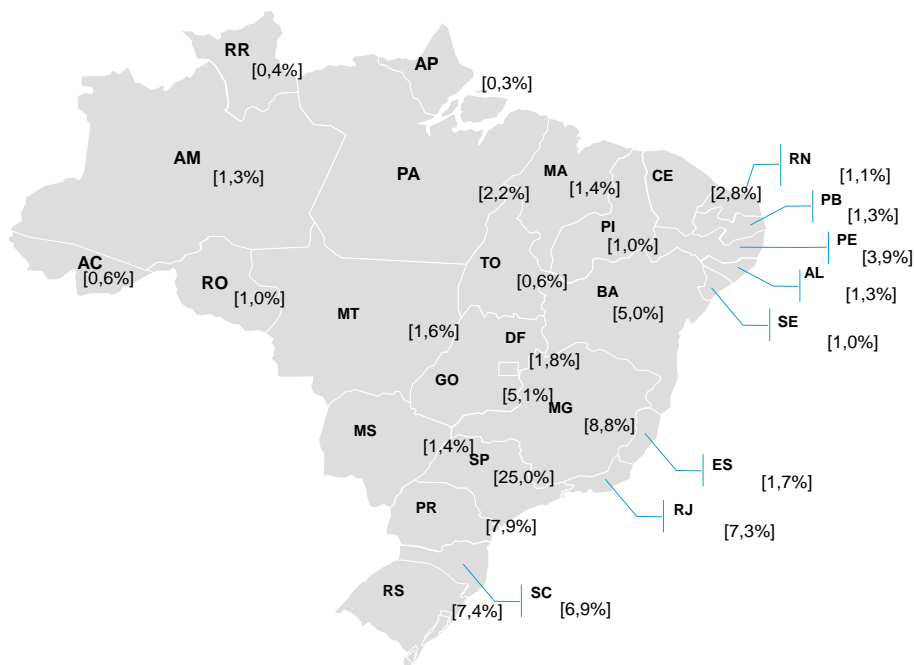 RR
[0,4%]
AP
[0,3%]
AM
[1,3%]
PA
[2,2%]
MA
[1,4%]
CE
[2,8%]
RN
[1,1%]
PB
[1,3%]
PI
[1,0%]
PE
[3,9%]
AC
[0,6%]
RO
[1,0%]
TO
[0,6%]
AL
[1,3%]
BA
[5,0%]
SE
[1,0%]
MT
[1,6%]
DF
[1,8%]
GO
[5,1%]
MG
[8,8%]
MS
[1,4%]
SP
[25,0%]
ES
[1,7%]
RJ
[7,3%]
PR
[7,9%]
RS
[7,4%]
SC
[6,9%]